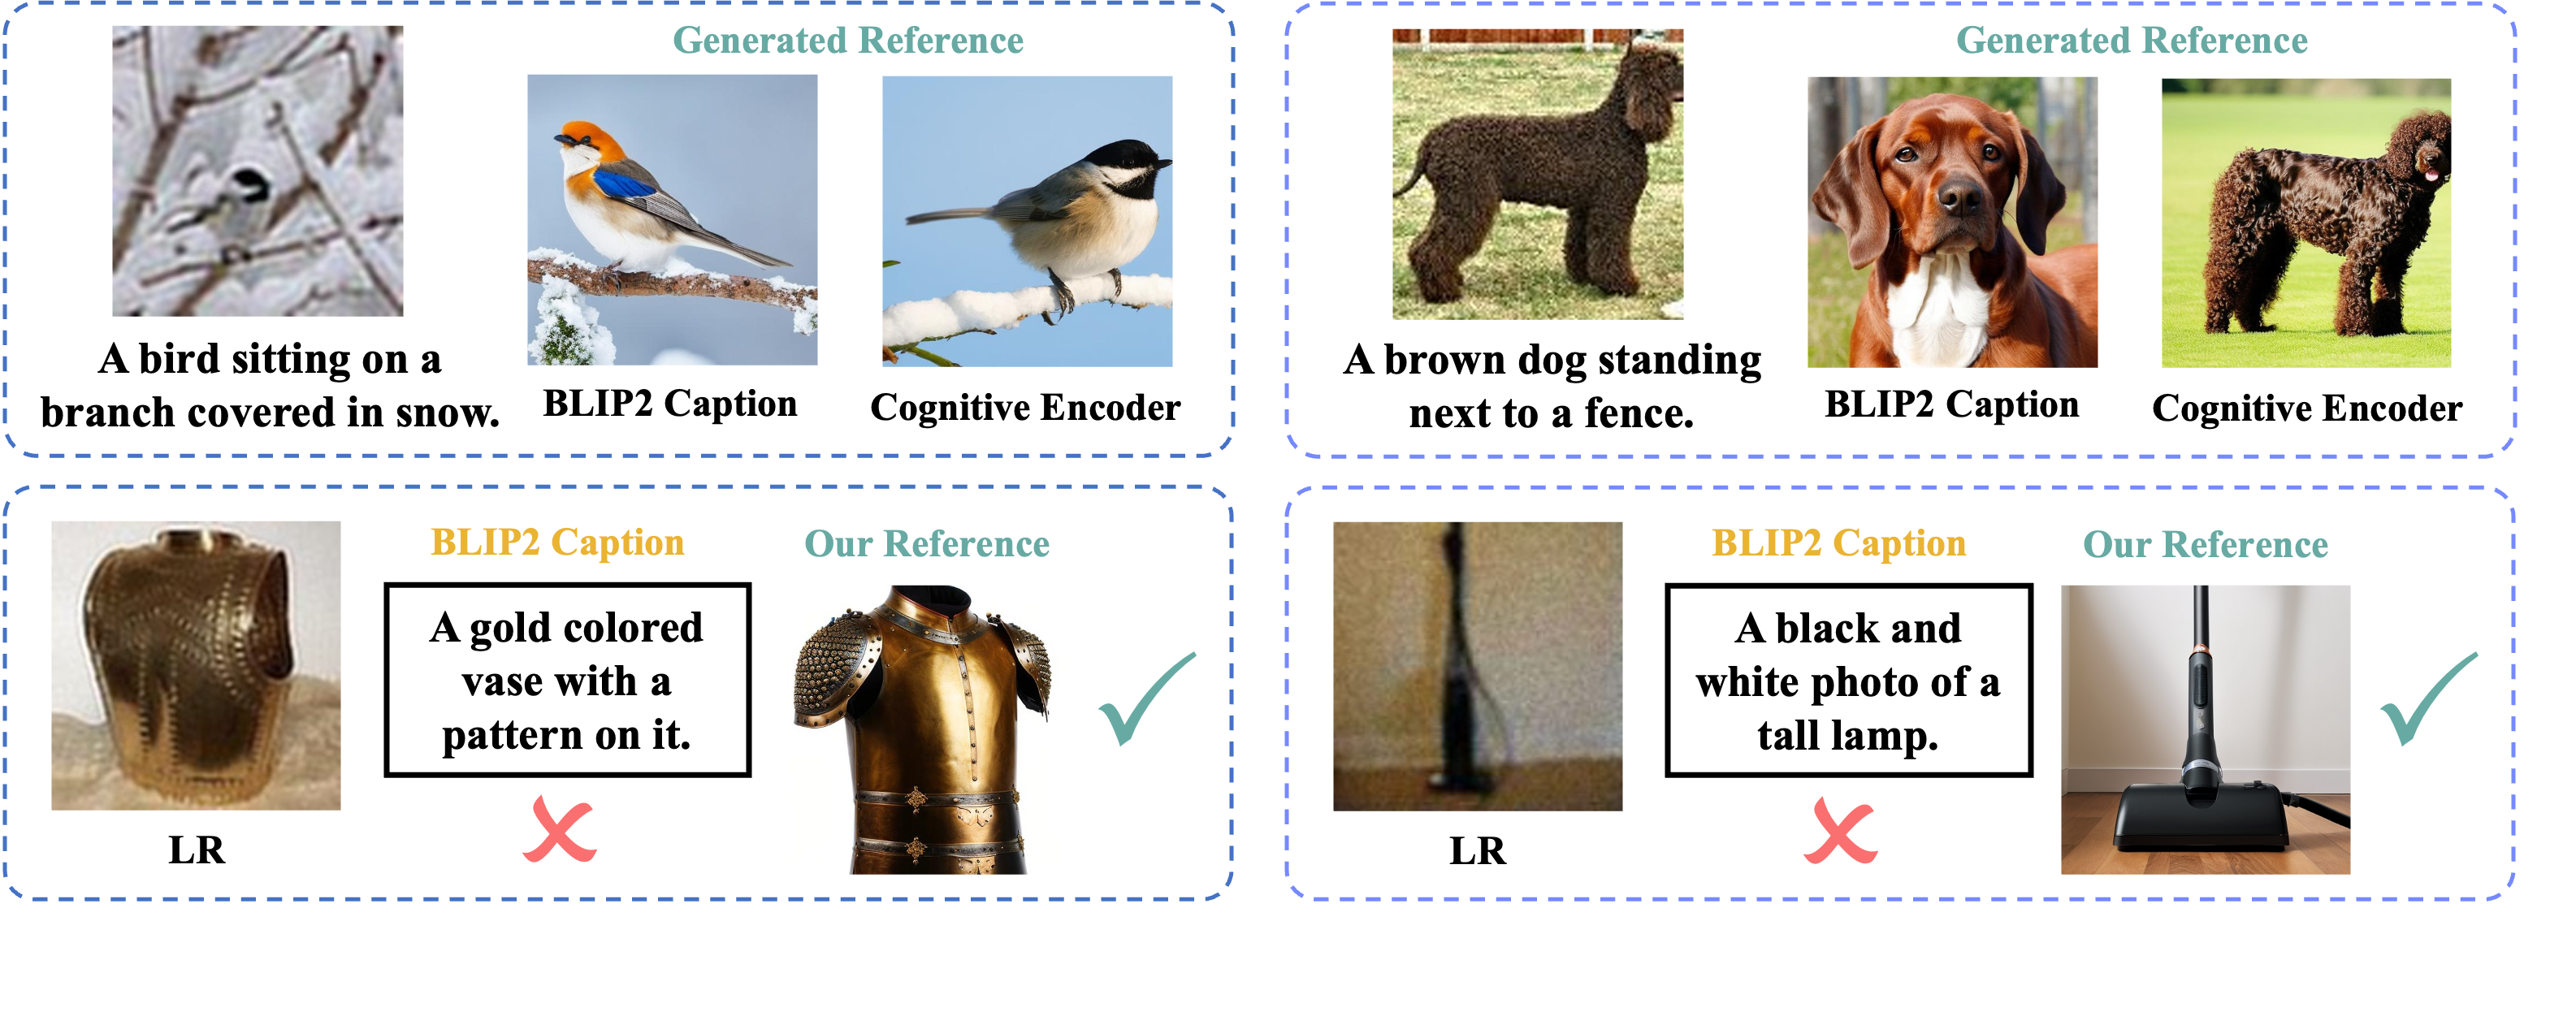 Generated Reference
A bird sitting on a
branch covered in snow.
BLIP2 Caption
Cognitive Encoder
Generated Reference
A brown dog standing
next to a fence.
BLIP2 Caption
Cognitive Encoder
LR
BLIP2 Caption
A gold colored
vase with a
pattern on it.
Our Reference
LR
BLIP2 Caption
A black and
white photo of a
tall lamp.
Our Reference